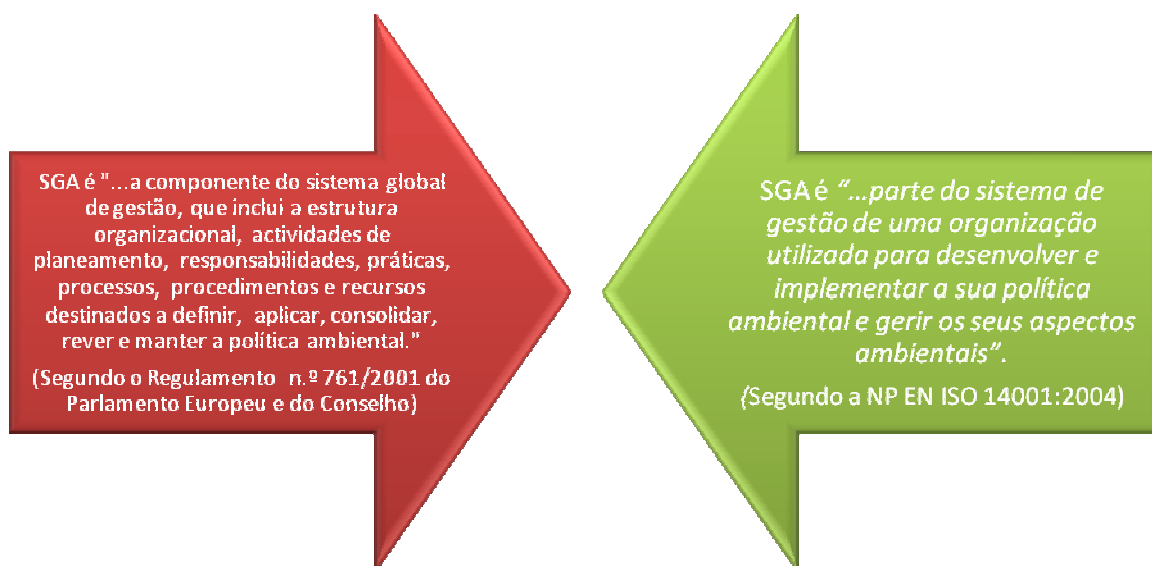 SGA é "...a componente do sistema global
de gestão, que inclui a estrutura
organizacional, actividades de
planeamento, responsabilidades, práticas,
processos, procedimentos e recursos
destinados a definir, aplicar, consolidar,
rever e manter a política ambiental."
(Segundo o Regulamento n.º 761/2001 do
Parlamento Europeu e do Conselho)
SGA é “...parte do sistema de
gestão de uma organização
utilizada para desenvolver e
implementar a sua política
ambiental e gerir os seus aspectos
ambientais”.
(Segundo a NP EN ISO 14001:2004)